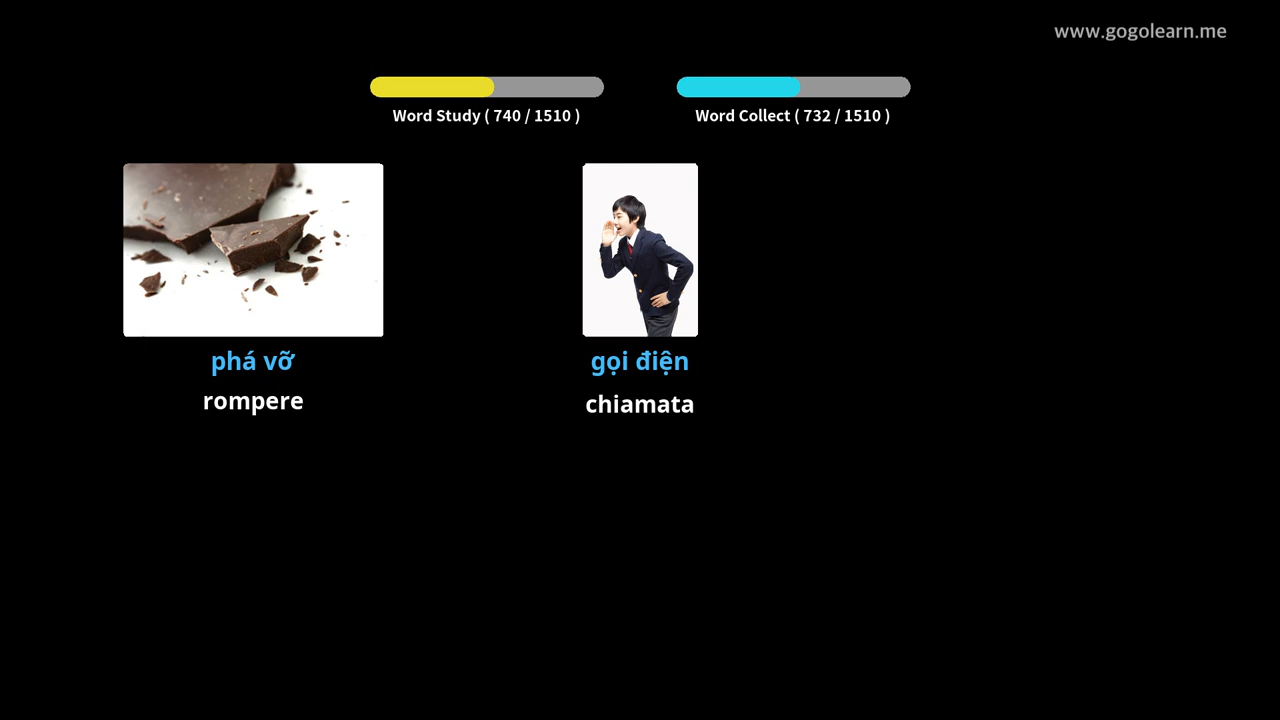 www.gogolearn.me
Word Study ( 740 / 1510 )
Word Collect ( 732 / 1510 )
phá vỡ
rompere
gọi điện
chiamata